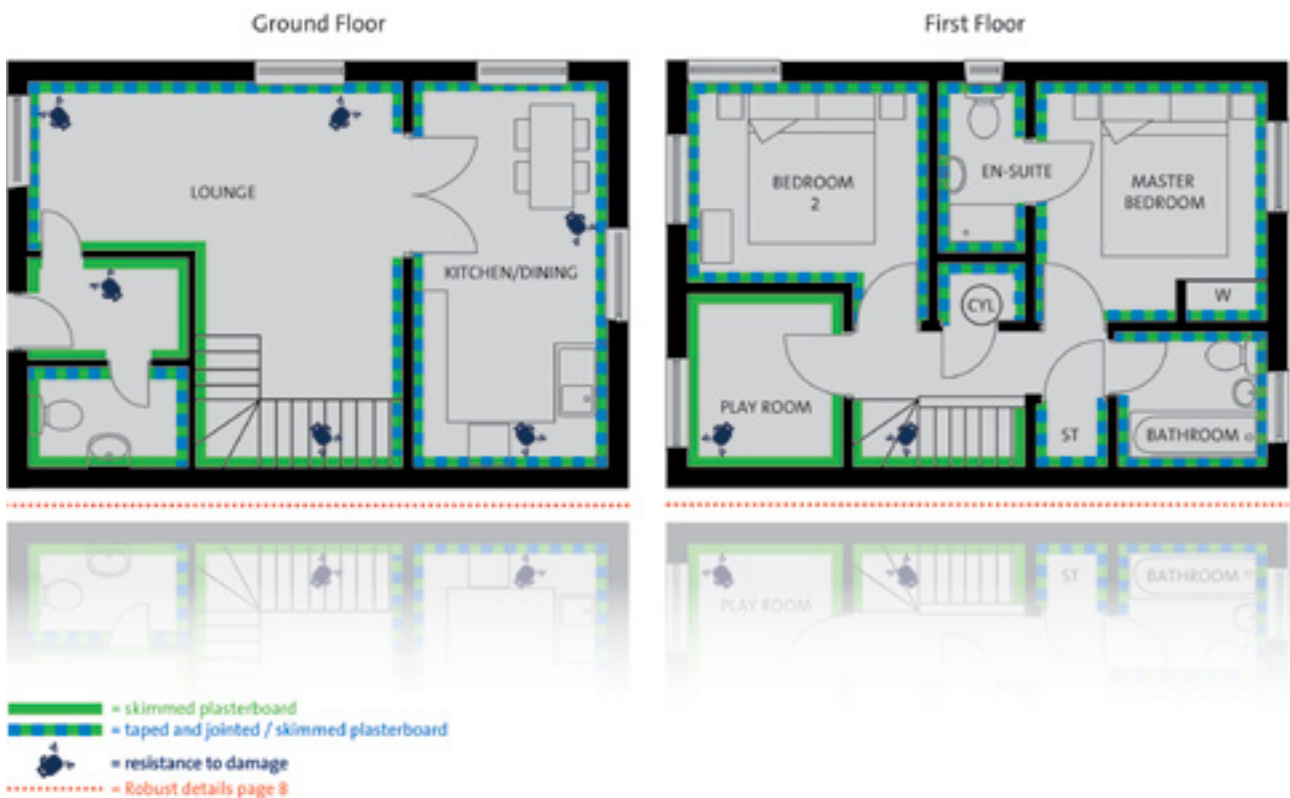 Ground Floor
First Floor
LOUNGE
KITCHEN/DINING
BEDROOM
2
EN-SUITE
MASTER
BEDROOM
W
CYL
PLAY ROOM
ST
BATHROOM
PLAY ROOM
ST
BATHROOM
= skimmed plasterboard
= taped and jointed / skimmed plasterboard
= resistance to damage
= Robust details page 8